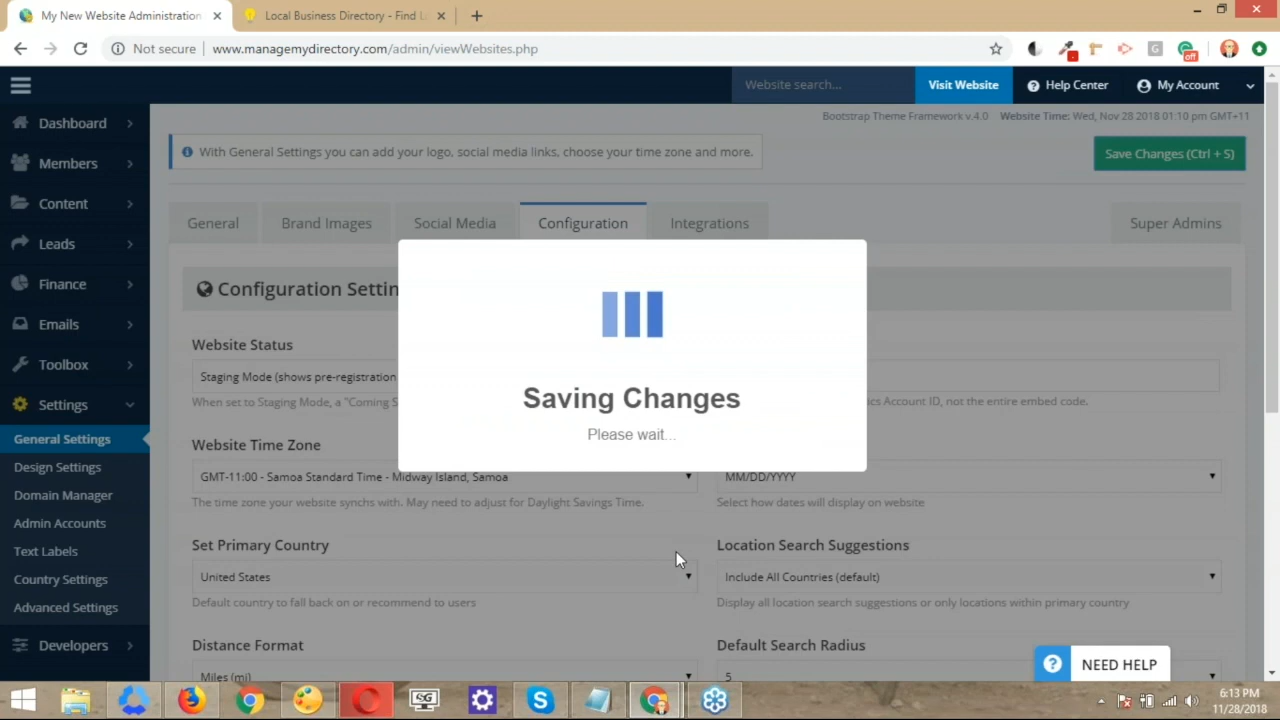 My New Website Administration
Local Business Directory - Find
Not secure
www.managemydirectory.com/admin/viewWebsites.php
off
Website search...
Visit Website
Help Center
My Account
Dashboard
Members
Content
Leads
Finance
Emails
Toolbox
Settings
General Settings
Design Settings
Domain Manager
Admin Accounts
Text Labels
Country Settings
Advanced Settings
Developers
Bootstrap Theme Framework v.4.0 Website Time: Wed, Nov 28 2018 01:10 pm GMT+11
With General Settings you can add your logo, social media links, choose your time zone and more.
Save Changes (Ctrl + S)
General
Brand Images
Social Media
Configuration
Integrations
Super Admins
Configuration Settin
Saving Changes
Please wait...
Website Status
Staging Mode (shows pre-registration
When set to Staging Mode, a "Coming S
ics Account ID, not the entire embed code.
Website Time Zone
GMT-11:00 - Samoa Standard Time - Midway Island, Samoa
MM/DD/YYYY
The time zone your website synchs with. May need to adjust for Daylight Savings Time.
Select how dates will display on website
Set Primary Country
Location Search Suggestions
United States
Include All Countries (default)
Default country to fall back on or recommend to users
Display all location search suggestions or only locations within primary country
Distance Format
Default Search Radius
Miles (mi)
5
NEED HELP
SG
6:13 PM
11/28/2018